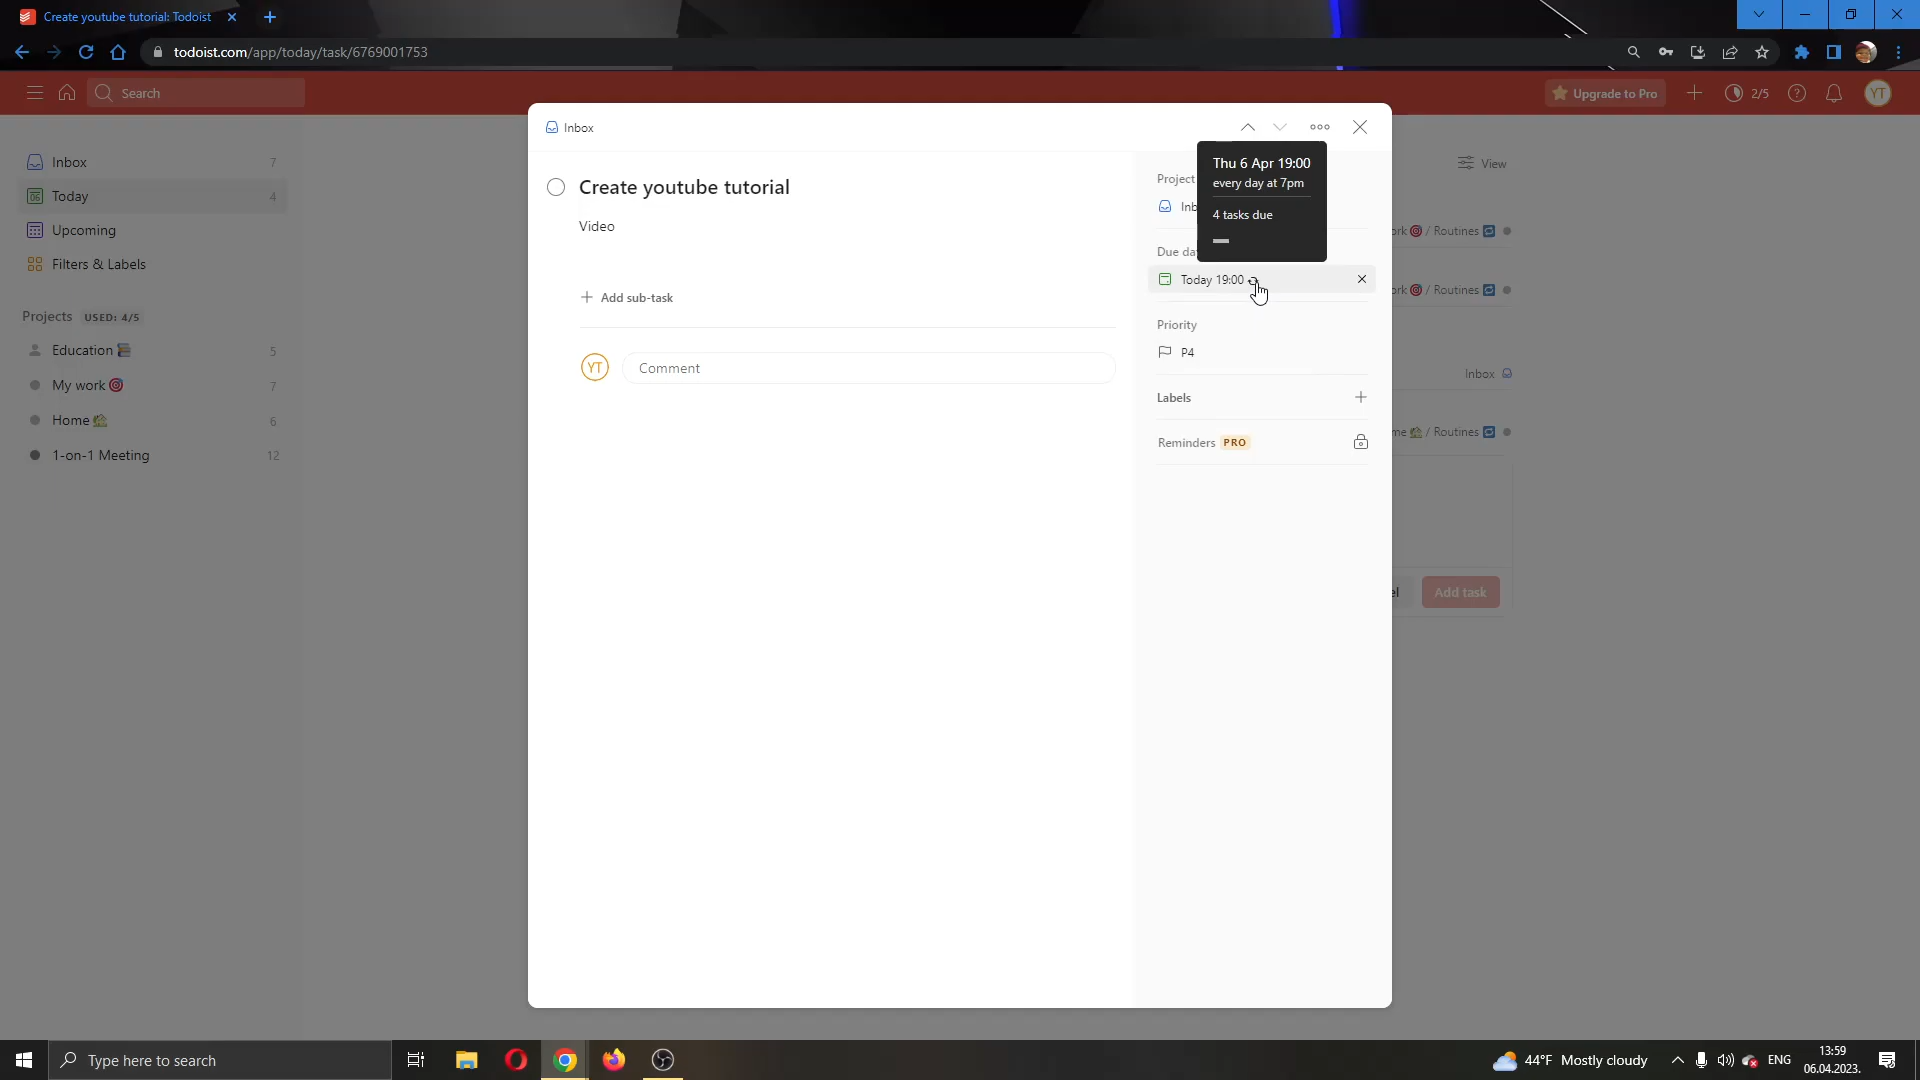 Create youtube tutorial: Todoist
todoist.com/app/today/task/6769001753
Search
Upgrade to Pro
2/5
YT
Inbox 7
Today 4
Upcoming
Filters & Labels
Projects USED: 4/5
Education 5
My work 7
Home 6
1-on-1 Meeting 12
View
/ Routines
/ Routines
Inbox
/ Routines
Add task
Inbox
Create youtube tutorial
Video
Add sub-task
YT
Comment
Project
Thu 6 Apr 19:00
every day at 7pm
4 tasks due
Today 19:00
Priority
P4
Labels
Reminders PRO
Type here to search
44°F Mostly cloudy
ENG
13:59
06.04.2023.